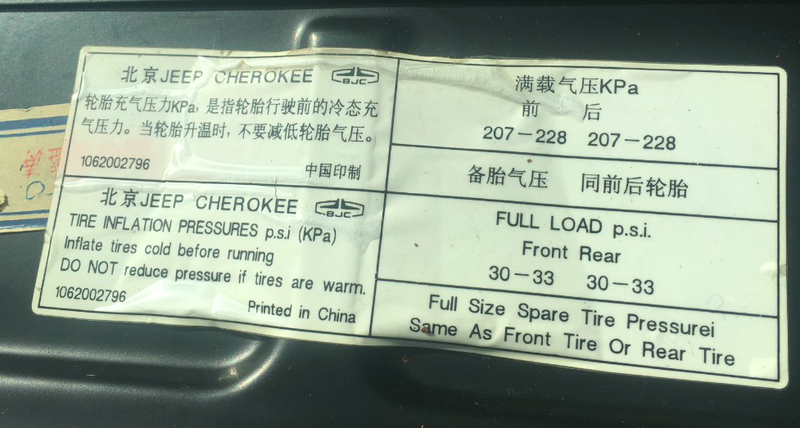 北京JEEP CHEROKEE BJC
轮胎充气压力KPa, 是指轮胎行驶前的冷态充
气压力。当轮胎升温时, 不要减低轮胎气压。
1062002796 中国印制
满载气压KPa
前 后
207-228 207-228
备胎气压 同前后轮胎
北京JEEP CHEROKEE BJC
TIRE INFLATION PRESSURES p.s.i (KPa)
Inflate tires cold before running
DO NOT reduce pressure if tires are warm.
1062002796 Printed in China
FULL LOAD p.s.i.
Front Rear
30-33 30-33
Full Size Spare Tire Pressurei
Same As Front Tire Or Rear Tire